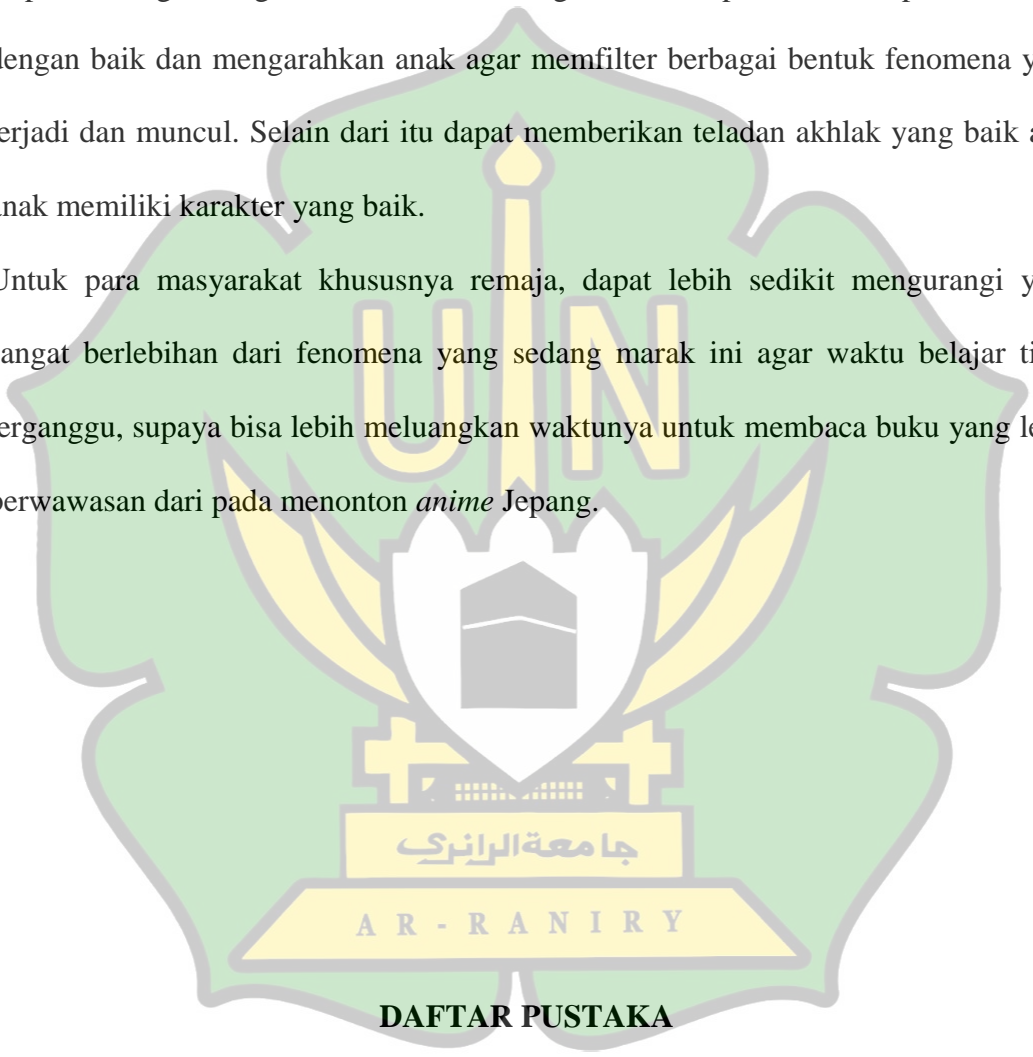 dengan baik dan mengarahkan anak agar memfilter berbagai bentuk fenomena
terjadi dan muncul. Selain dari itu dapat memberikan teladan akhlak yang baik
anak memiliki karakter yang baik.
Untuk para masyarakat khususnya remaja, dapat lebih sedikit mengurangi
sangat berlebihan dari fenomena yang sedang marak ini agar waktu belajar
terganggu, supaya bisa lebih meluangkan waktunya untuk membaca buku yang
berwawasan dari pada menonton anime Jepang.
UIN
جامعةالرانري
AR-RANIRY
DAFTAR PUSTAKA